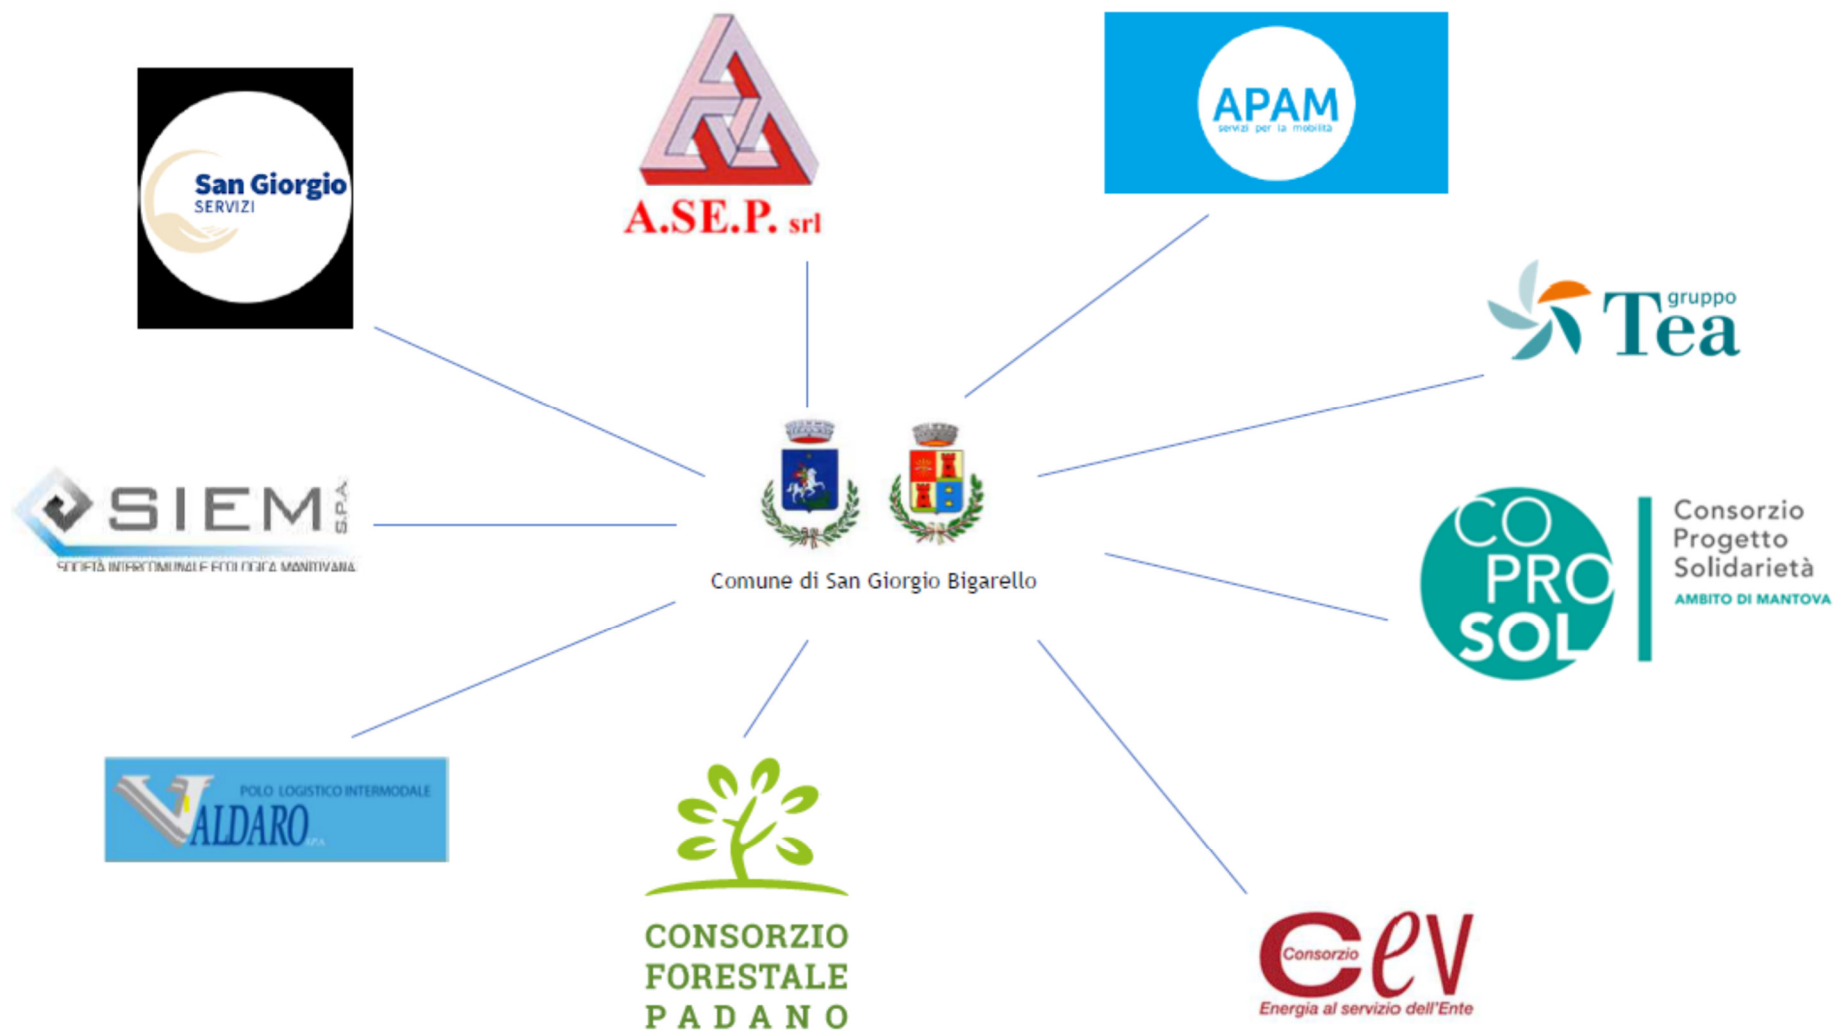 San Giorgio
SERVIZI
A.SE.P. srl
APAM
servizi per la mobilità
gruppo
Tea
SIEM S.P.A.
SOCIETÀ INTERCOMUNALE ECOLOGICA MANTOVANA
Comune di San Giorgio Bigarello
CO
PRO
SOL
Consorzio
Progetto
Solidarietà
AMBITO DI MANTOVA
POLO LOGISTICO INTERMODALE
VALDARO S.P.A.
CONSORZIO
FORESTALE
PADANO
Consorzio
CeV
Energia al servizio dell'Ente